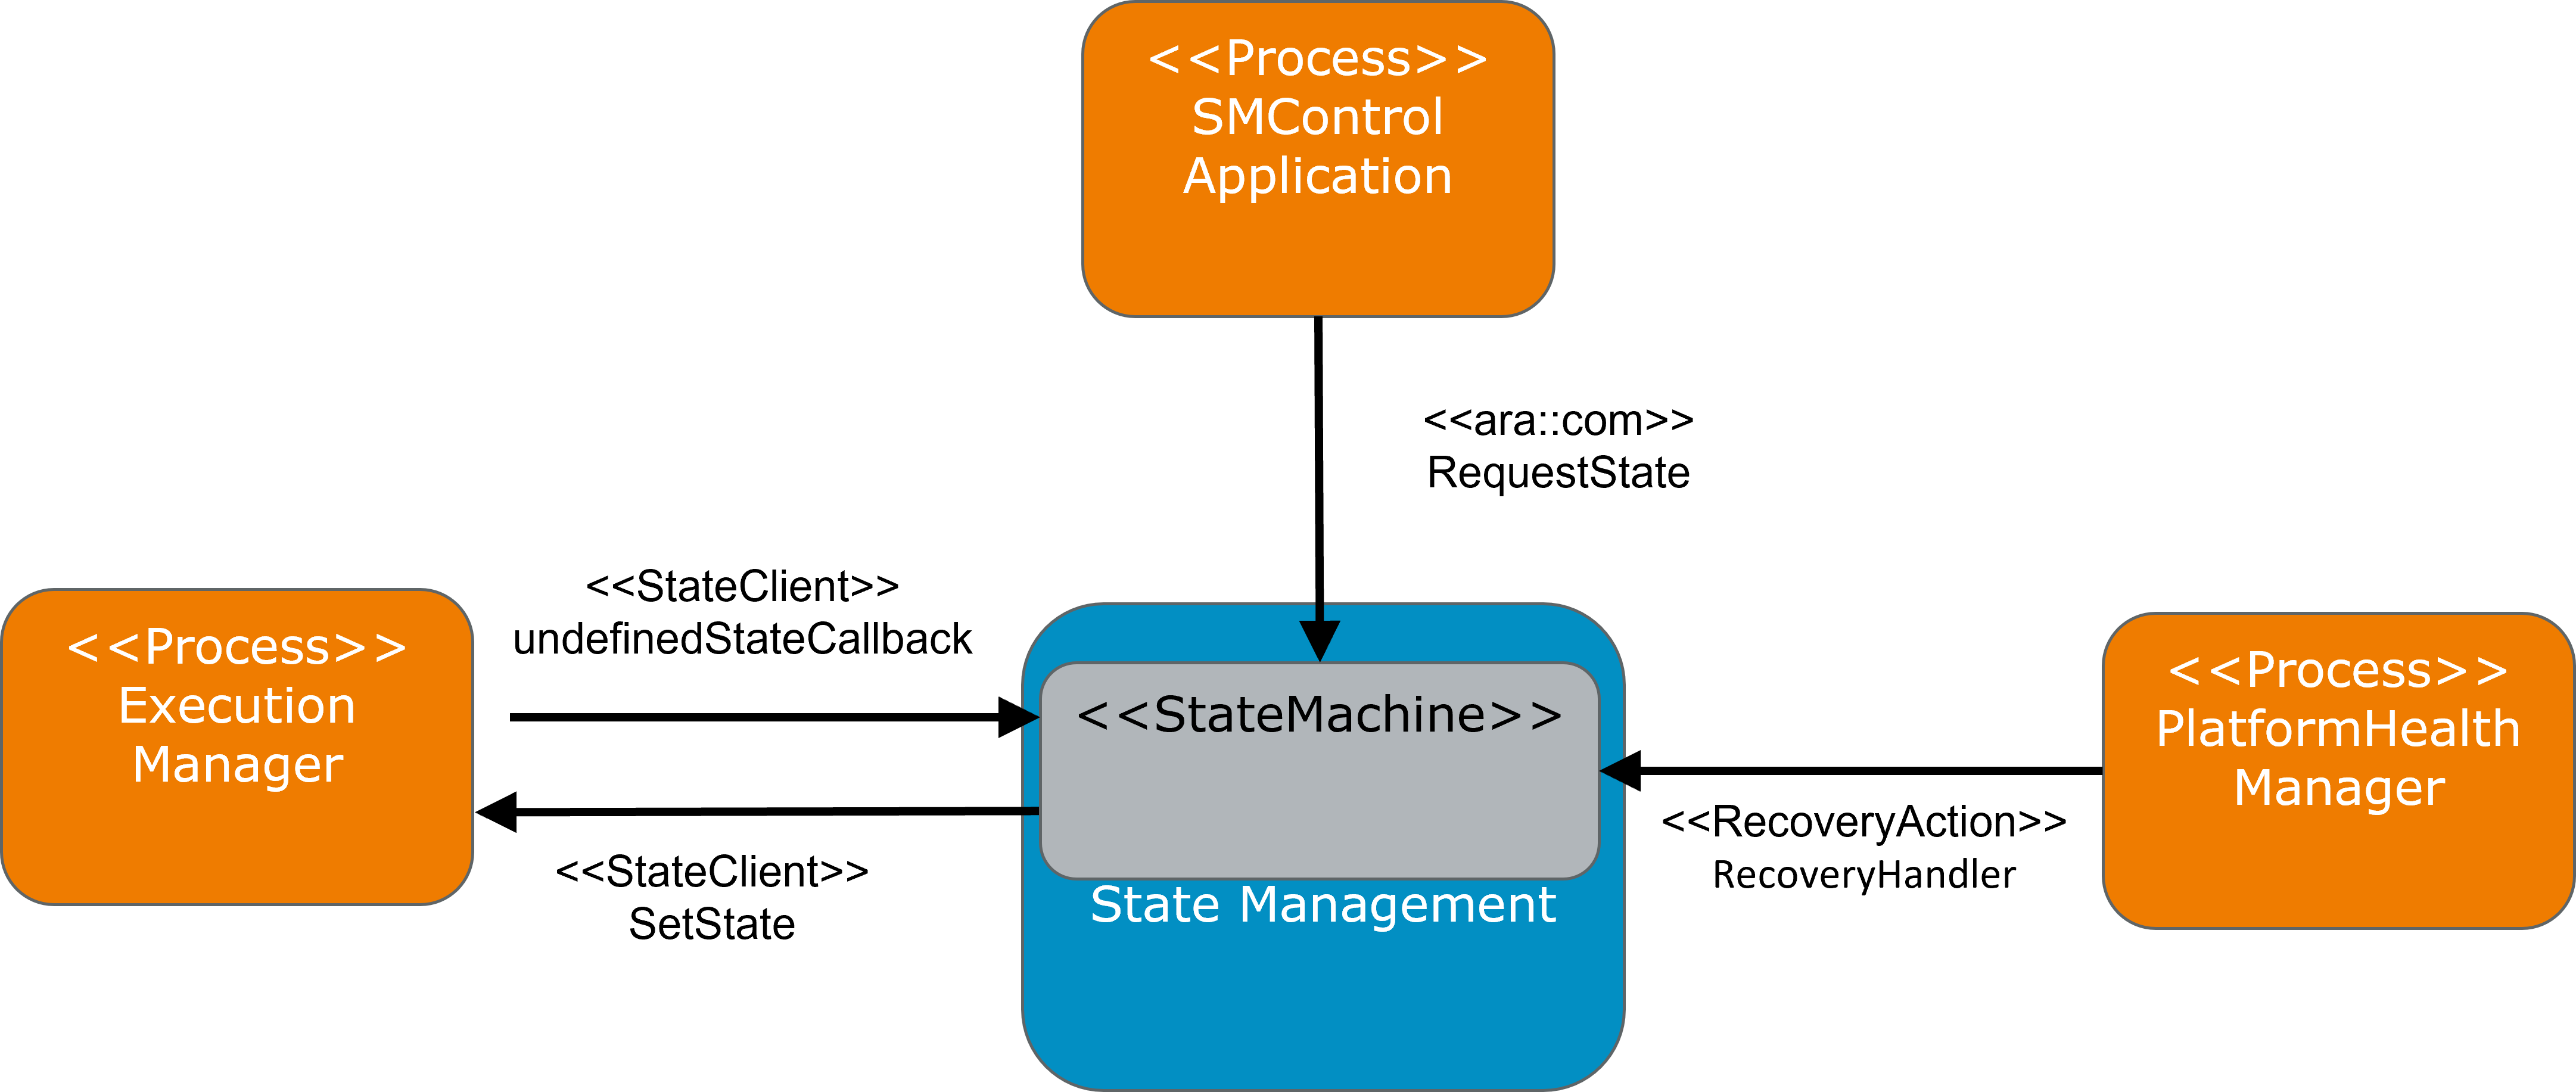 <<Process>>
SMControl
Application
<<ara::com>>
RequestState
<<StateClient>>
undefinedStateCallback
<<Process>>
Execution
Manager
<<StateMachine>>
<<Process>>
PlatformHealth
Manager
<<RecoveryAction>>
RecoveryHandler
<<StateClient>>
SetState
State Management